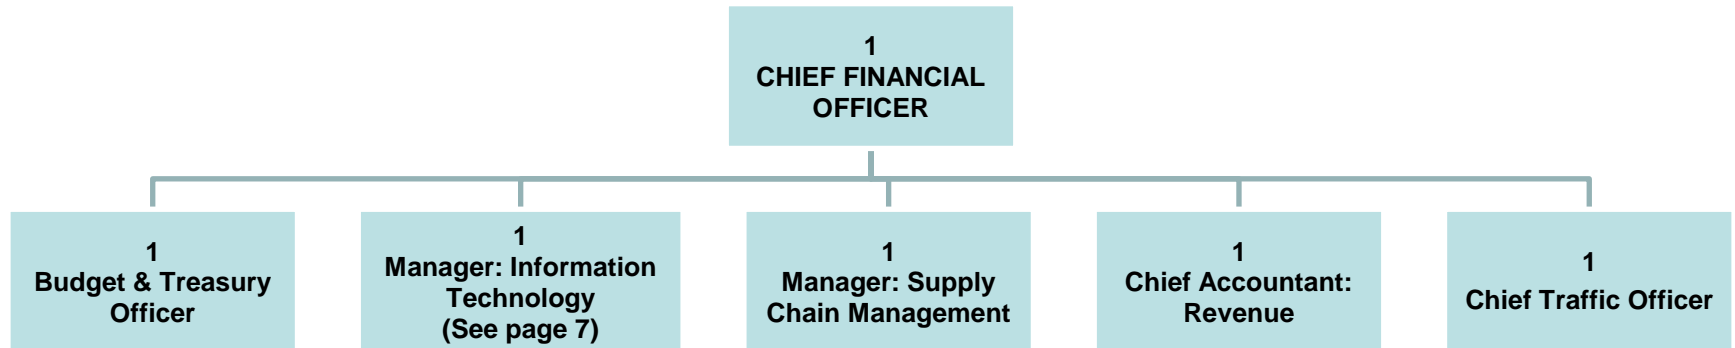 1
CHIEF FINANCIAL
OFFICER
1
Budget & Treasury
Officer
1
Manager: Information
Technology
(See page 7)
1
Manager: Supply
Chain Management
1
Chief Accountant:
Revenue
1
Chief Traffic Officer